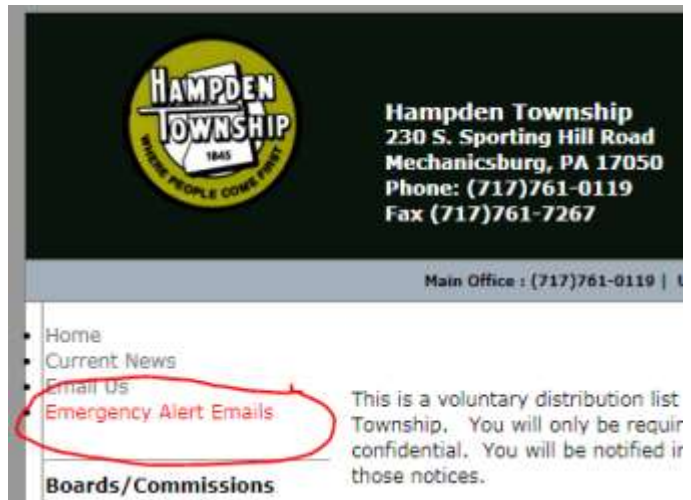 HAMPDEN
TOWNSHIP
1845
WHERE PEOPLE COME FIRST
Hampden Township
230 S. Sporting Hill Road
Mechanicsburg, PA 17050
Phone: (717)761-0119
Fax (717)761-7267
Main Office : (717)761-0119 |
Home
Current News
Email Us
Emergency Alert Emails
Boards/Commissions
This is a voluntary distribution list
Township. You will only be requir
confidential. You will be notified i
those notices.